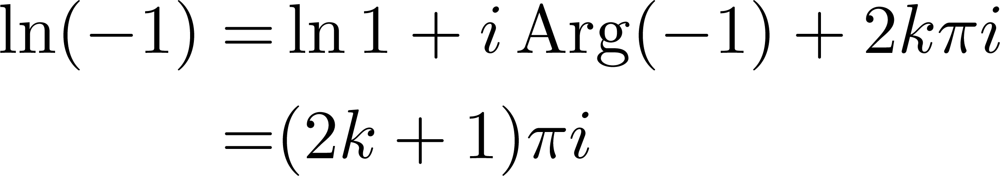 ln(−1) = ln 1 + i Arg(−1) + 2kπi
=(2k + 1)πi